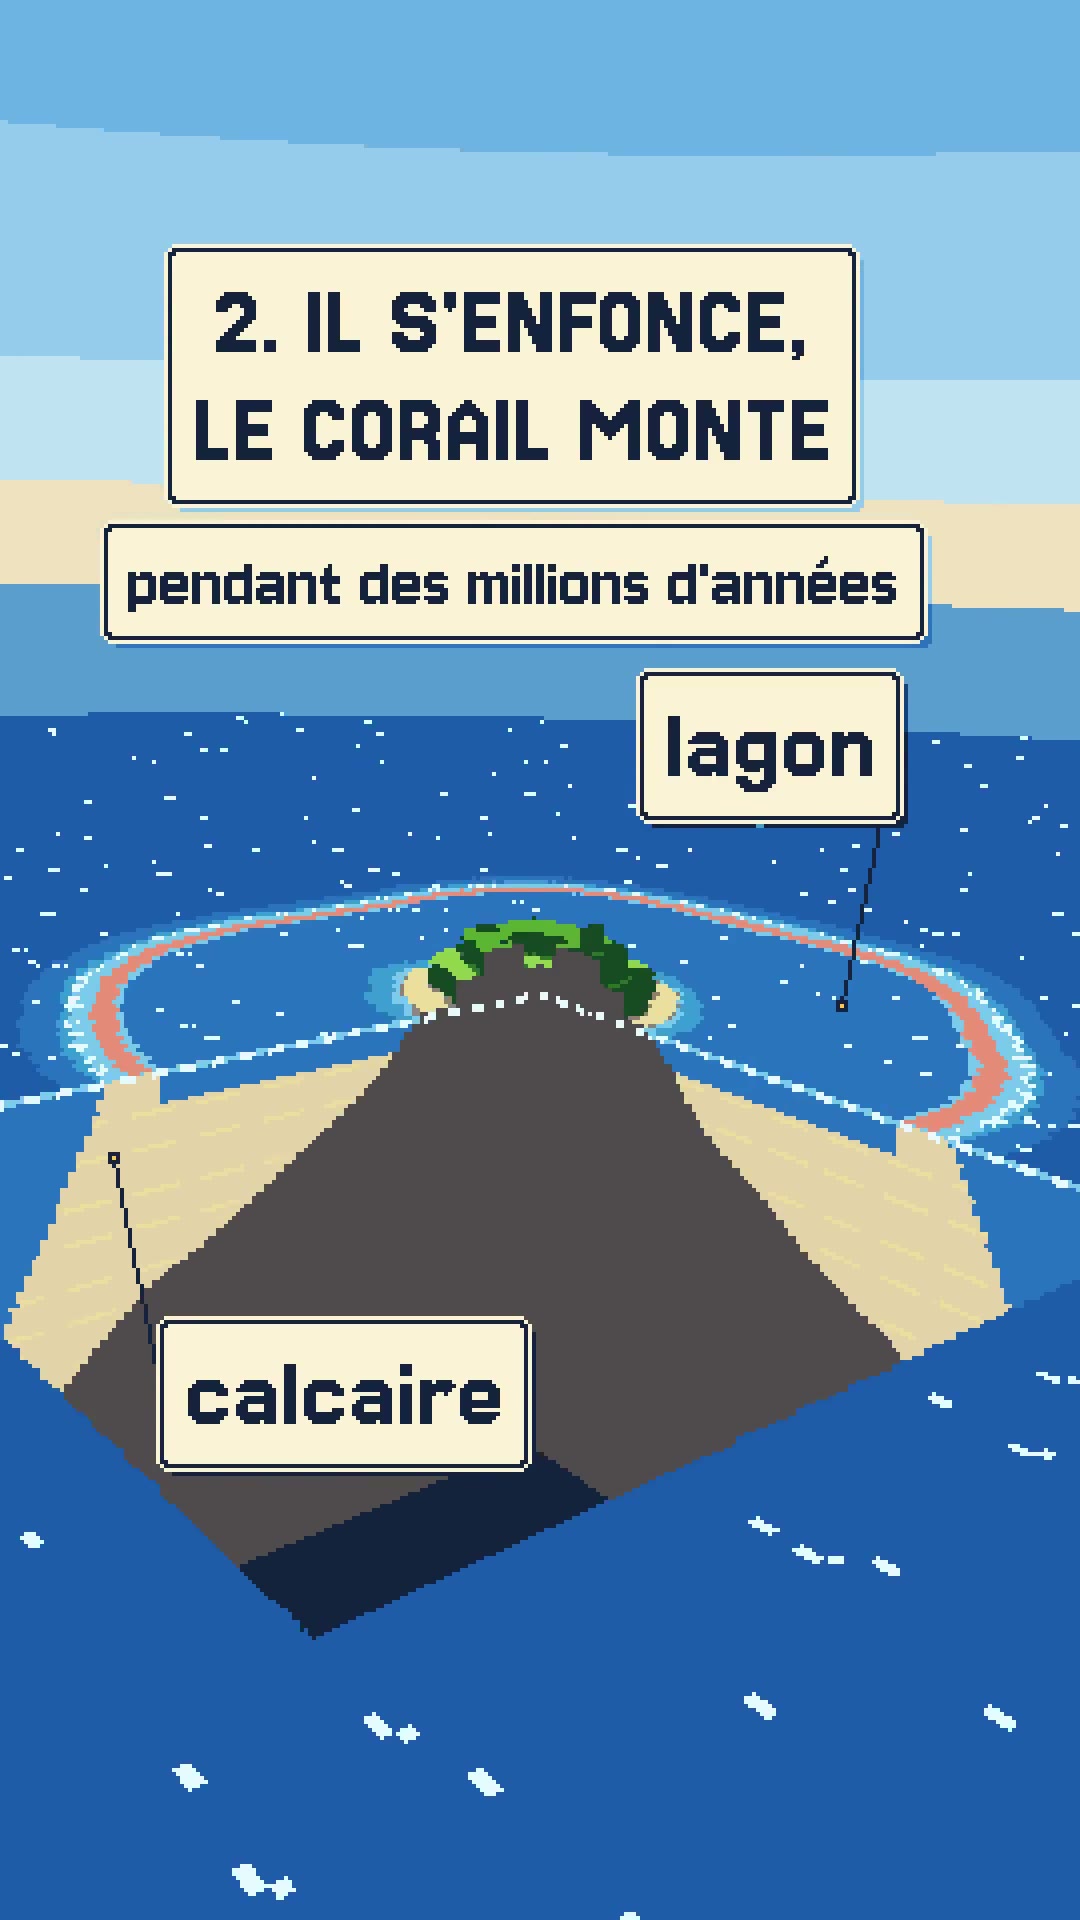 2. IL S'ENFONCE,
LE CORAIL MONTE
pendant des millions d'années
lagon
calcaire